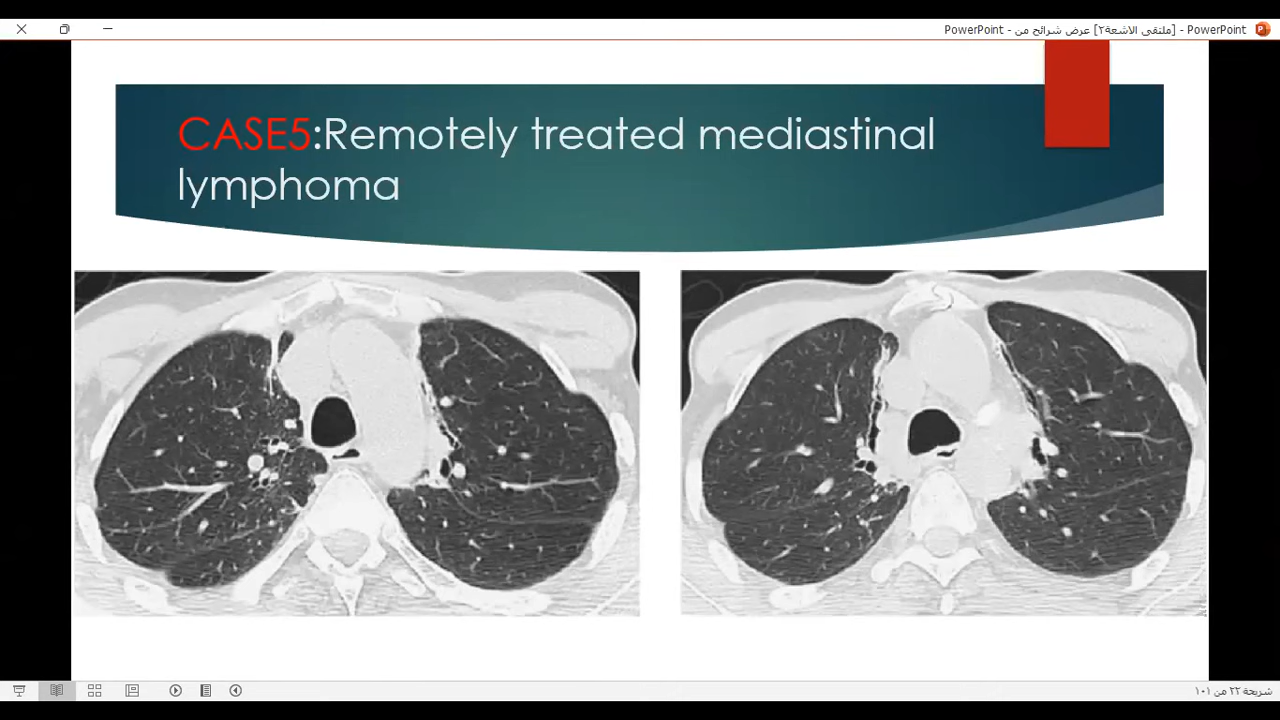 PowerPoint - [ملتقى الاشعة٢] عرض شرائح من - PowerPoint
CASE5:Remotely treated mediastinal
lymphoma
شريحة ٢٢ من ١٠١